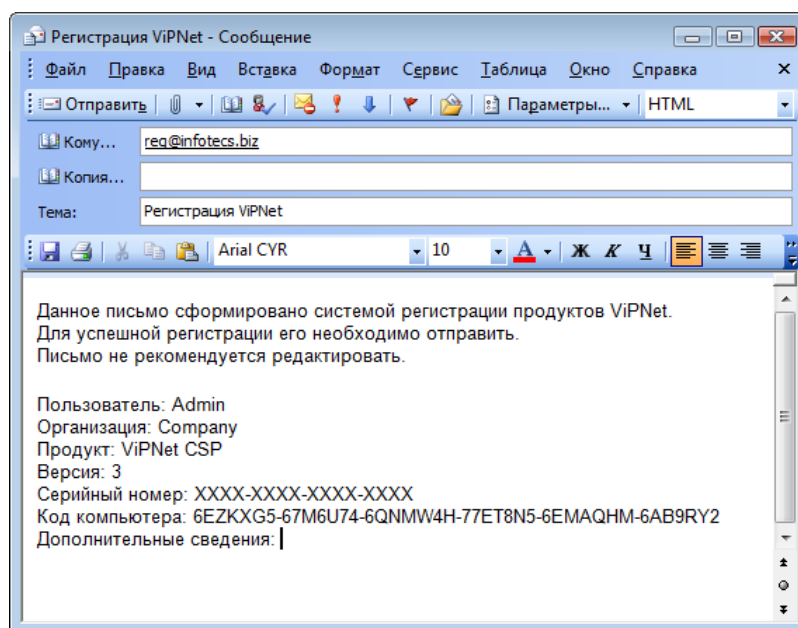 Регистрация ViPNet - Сообщение
Файл Правка Вид Вставка Формат Сервис Таблица Окно Справка
Отправить Параметры... HTML
Кому... reg@infotecs.biz
Копия...
Тема: Регистрация ViPNet
Arial CYR 10 A Ж К Ч
Данное письмо сформировано системой регистрации продуктов ViPNet.
Для успешной регистрации его необходимо отправить.
Письмо не рекомендуется редактировать.
Пользователь: Admin
Организация: Company
Продукт: ViPNet CSP
Версия: 3
Серийный номер: XXXX-XXXX-XXXX-XXXX
Код компьютера: 6EZKXG5-67M6U74-6QNMW4H-77ET8N5-6EMAQHM-6AB9RY2
Дополнительные сведения: